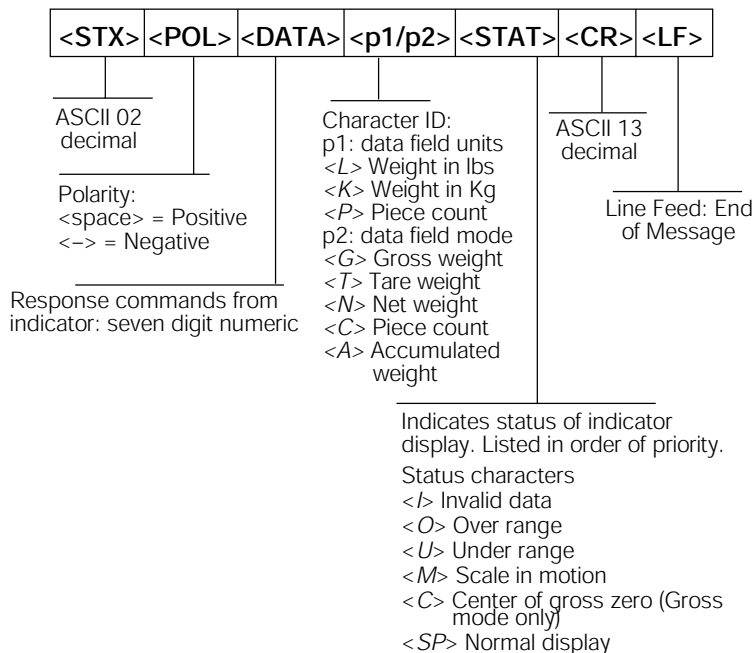 <STX> <POL> <DATA> <p1/p2> <STAT> <CR> <LF>
ASCII 02
decimal
Polarity:
<space> = Positive
<–> = Negative
Response commands from
indicator: seven digit numeric
Character ID:
p1: data field units
<L> Weight in lbs
<K> Weight in Kg
<P> Piece count
p2: data field mode
<G> Gross weight
<T> Tare weight
<N> Net weight
<C> Piece count
<A> Accumulated
weight
ASCII 13
decimal
Line Feed: End
of Message
Indicates status of indicator
display. Listed in order of priority.
Status characters
<I> Invalid data
<O> Over range
<U> Under range
<M> Scale in motion
<C> Center of gross zero (Gross
mode only)
<SP> Normal display